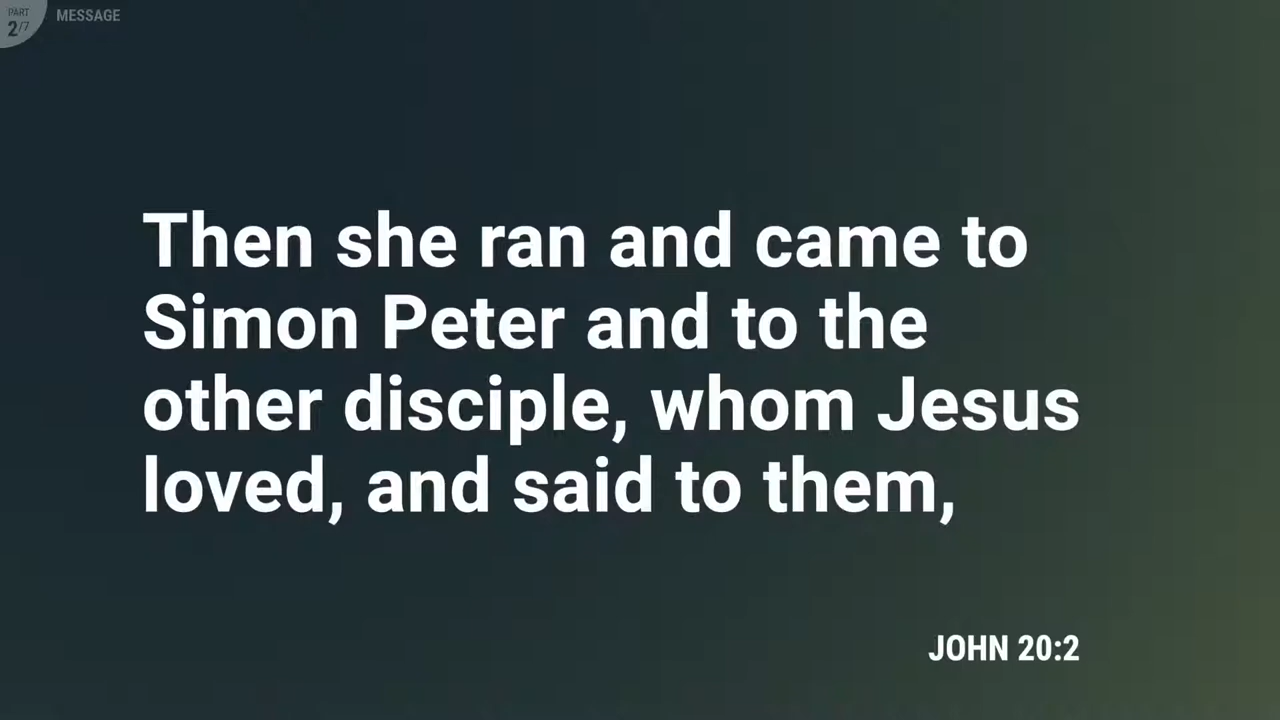 PART
2/7
MESSAGE
Then she ran and came to
Simon Peter and to the
other disciple, whom Jesus
loved, and said to them,
JOHN 20:2